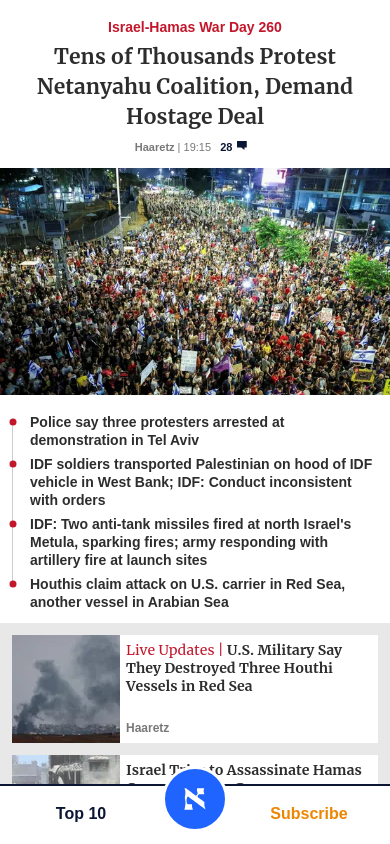 Israel-Hamas War Day 260
Tens of Thousands Protest
Netanyahu Coalition, Demand
Hostage Deal
Haaretz | 19:15 28
Police say three protesters arrested at
demonstration in Tel Aviv
IDF soldiers transported Palestinian on hood of IDF
vehicle in West Bank; IDF: Conduct inconsistent
with orders
IDF: Two anti-tank missiles fired at north Israel's
Metula, sparking fires; army responding with
artillery fire at launch sites
Houthis claim attack on U.S. carrier in Red Sea,
another vessel in Arabian Sea
Live Updates | U.S. Military Say
They Destroyed Three Houthi
Vessels in Red Sea
Haaretz
Israel Tries to Assassinate Hamas
Top 10
Subscribe